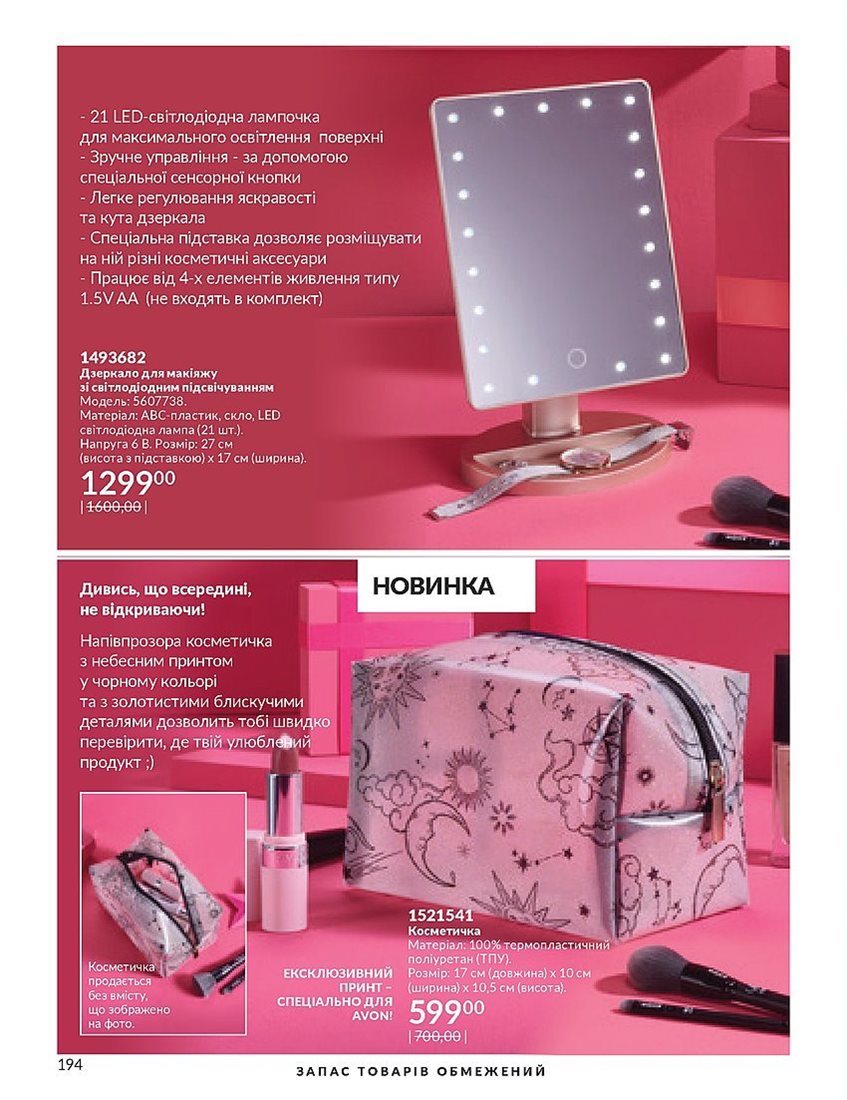 - 21 LED-світлодіодна лампочка
для максимального освітлення поверхні
- Зручне управління - за допомогою
спеціальної сенсорної кнопки
- Легке регулювання яскравості
та кута дзеркала
- Спеціальна підставка дозволяє розміщувати
на ній різні косметичні аксесуари
- Працює від 4-х елементів живлення типу
1.5V AA (не входять в комплект)
1493682
Дзеркало для макіяжу
зі світлодіодним підсвічуванням
Модель: 5607738.
Матеріал: АВС-пластик, скло, LED
світлодіодна лампа (21 шт.).
Напруга 6 В. Розмір: 27 см
(висота з підставкою) х 17 см (ширина).
129900
|1600,00|
НОВИНКА
Дивись, що всередині,
не відкриваючи!
Напівпрозора косметичка
з небесним принтом
у чорному кольорі
та з золотистими блискучими
деталями дозволить тобі швидко
перевірити, де твій улюблений
продукт ;)
Косметичка
продається
без вмісту,
що зображено
на фото.
ЕКСКЛЮЗИВНИЙ
ПРИНТ –
СПЕЦІАЛЬНО ДЛЯ
AVON!
1521541
Косметичка
Матеріал: 100% термопластичний
поліуретан (ТПУ).
Розмір: 17 см (довжина) х 10 см
(ширина) х 10,5 см (висота).
59900
|700,00|
194
ЗАПАС ТОВАРІВ ОБМЕЖЕНИЙ